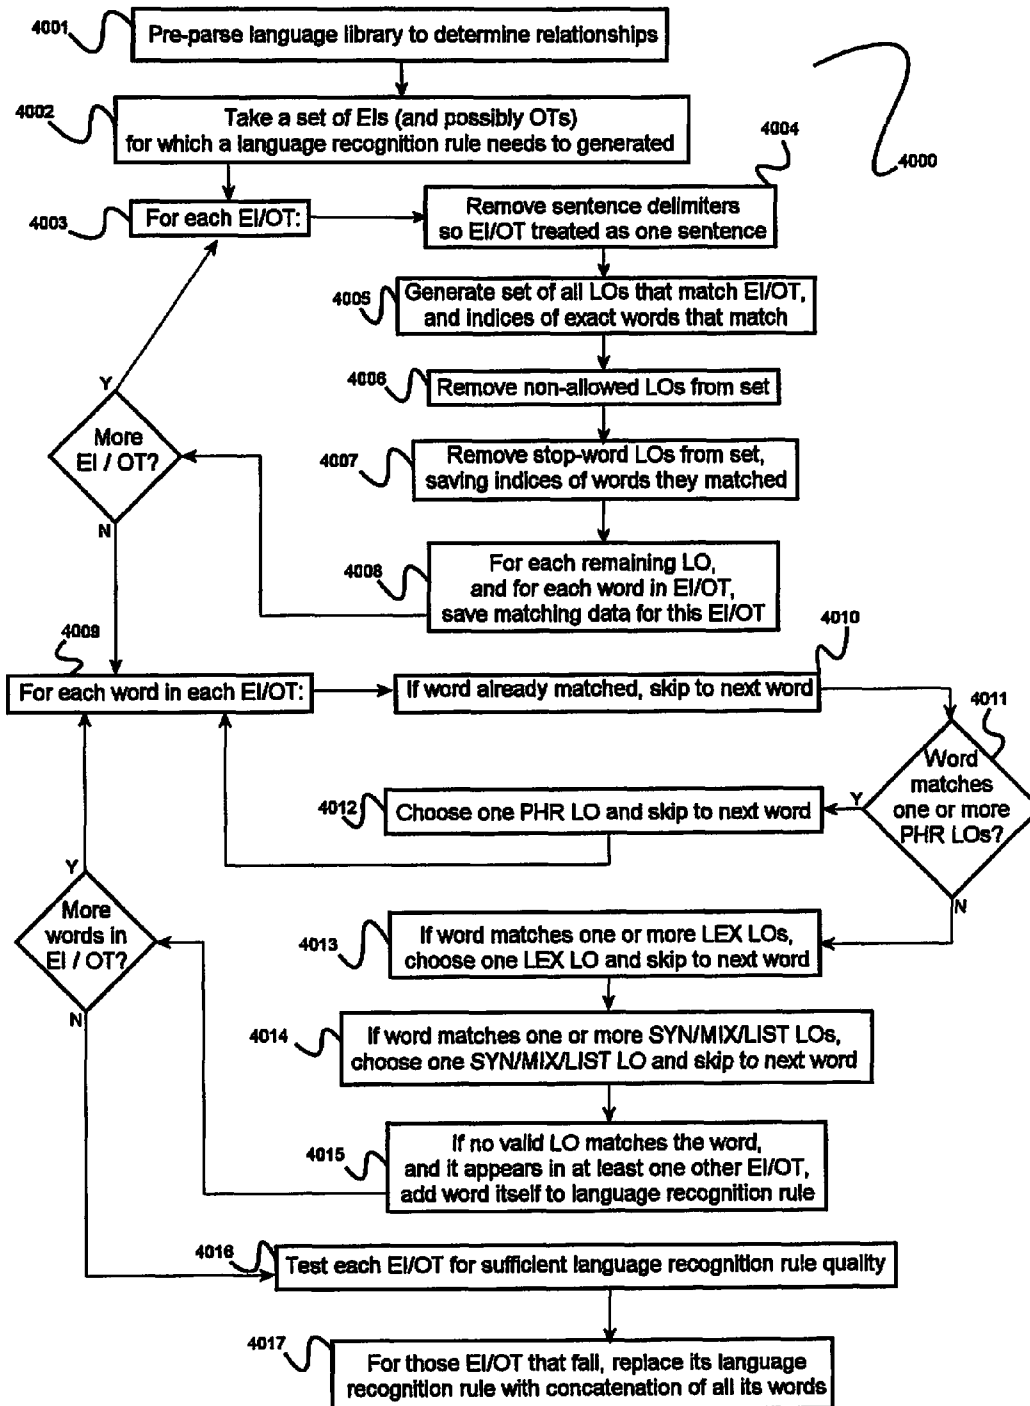 4001
Pre-parse language library to determine relationships
4002
Take a set of EIs (and possibly OTs)
for which a language recognition rule needs to generated
4000
4003
For each EI/OT:
4004
Remove sentence delimiters
so EI/OT treated as one sentence
4005
Generate set of all LOs that match EI/OT,
and indices of exact words that match
4006
Remove non-allowed LOs from set
Y
More
EI / OT?
N
4007
Remove stop-word LOs from set,
saving indices of words they matched
4008
For each remaining LO,
and for each word in EI/OT,
save matching data for this EI/OT
4009
For each word in each EI/OT:
4010
If word already matched, skip to next word
4011
Word
matches
one or more
PHR LOs?
Y
N
4012
Choose one PHR LO and skip to next word
Y
More
words in
EI / OT?
N
4013
If word matches one or more LEX LOs,
choose one LEX LO and skip to next word
4014
If word matches one or more SYN/MIX/LIST LOs,
choose one SYN/MIX/LIST LO and skip to next word
4015
If no valid LO matches the word,
and it appears in at least one other EI/OT,
add word itself to language recognition rule
4016
Test each EI/OT for sufficient language recognition rule quality
4017
For those EI/OT that fail, replace its language
recognition rule with concatenation of all its words